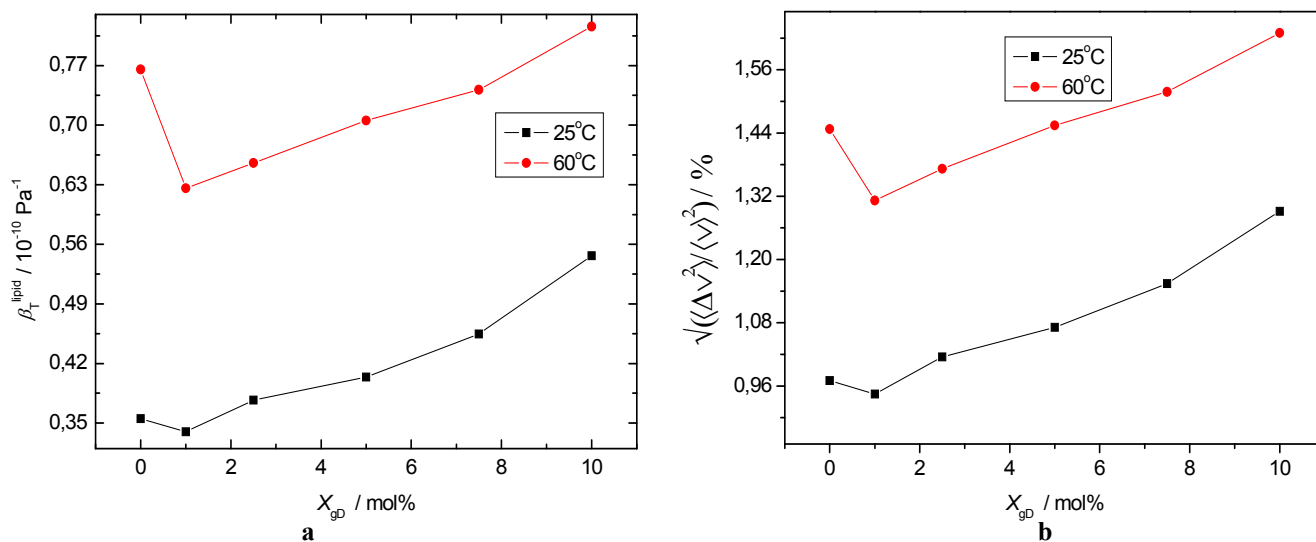 0,77
0,70
0,63
0,56
0,49
0,42
0,35
β_T^lipid / 10^-10 Pa^-1
25°C
60°C
0 2 4 6 8 10
X_gD / mol%
a
1,56
1,44
1,32
1,20
1,08
0,96
√(⟨Δv²⟩/⟨v⟩²) / %
25°C
60°C
0 2 4 6 8 10
X_gD / mol%
b